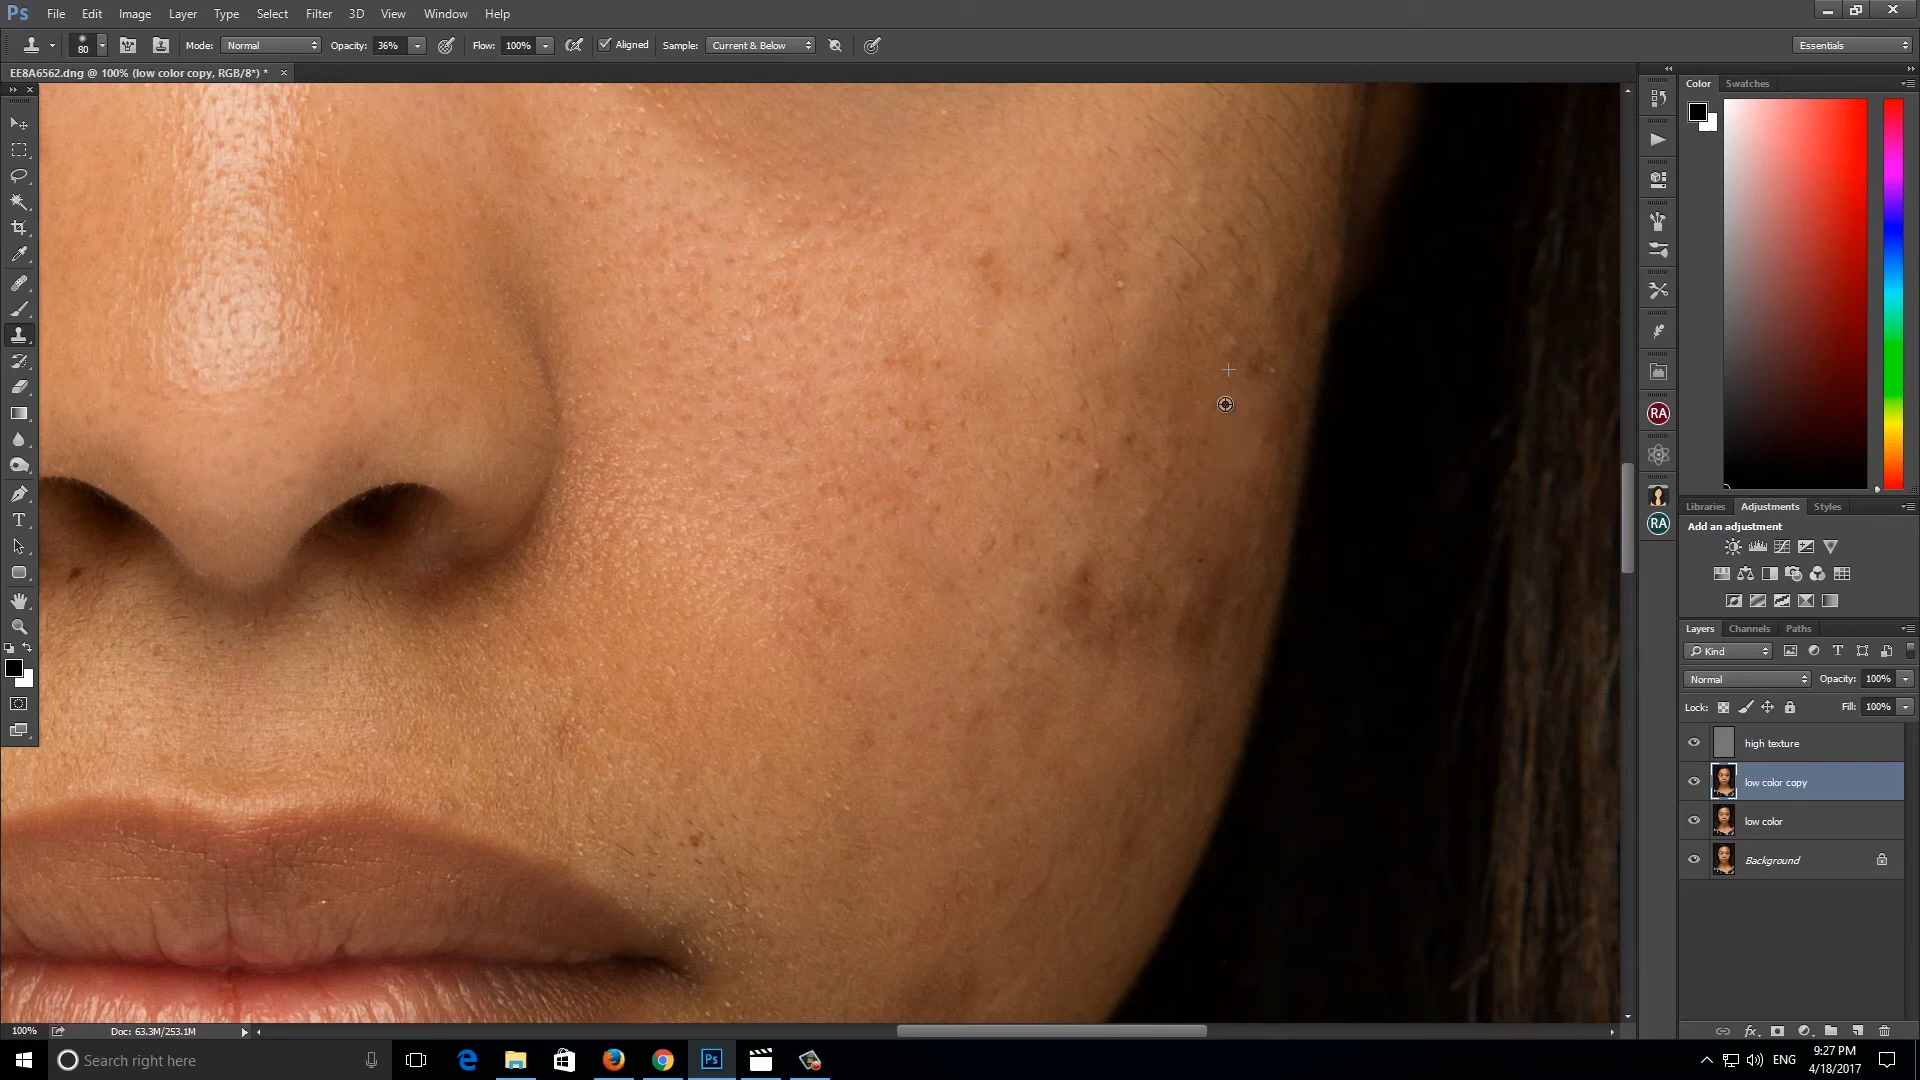 Ps File Edit Image Layer Type Select Filter 3D View Window Help
80 Mode: Normal Opacity: 36% Flow: 100% Aligned Sample: Current & Below Essentials
EE8A6562.dng @ 100% (low color copy, RGB/8*) *
Color Swatches
RA
RA
Libraries Adjustments Styles
Add an adjustment
Layers Channels Paths
Kind
Normal Opacity: 100%
Lock: Fill: 100%
high texture
low color copy
low color
Background
100% Doc: 63.3M/253.1M
Search right here
Ps
ENG
9:27 PM
4/18/2017